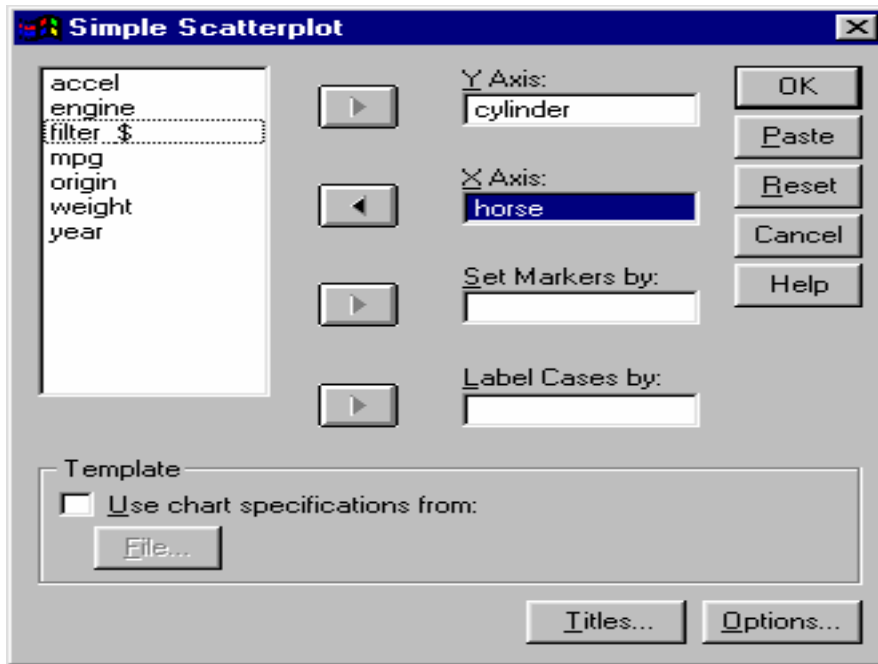 Simple Scatterplot
accel
engine
filter_$
mpg
origin
weight
year
Y Axis:
cylinder
X Axis:
horse
Set Markers by:
Label Cases by:
OK
Paste
Reset
Cancel
Help
Template
Use chart specifications from:
File...
Titles...
Options...